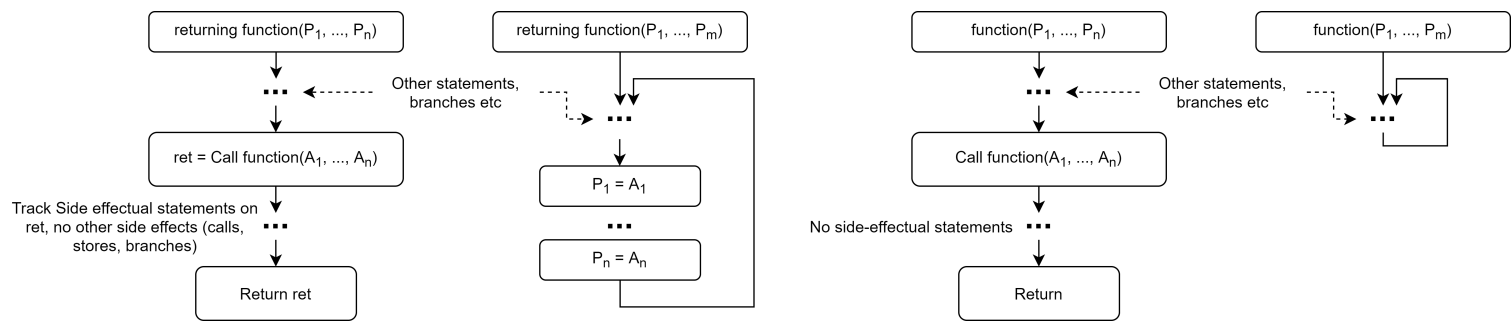 returning function(P1, ..., Pn)
returning function(P1, ..., Pm)
function(P1, ..., Pn)
function(P1, ..., Pm)
Other statements,
branches etc
Other statements,
branches etc
ret = Call function(A1, ..., An)
P1 = A1
Call function(A1, ..., An)
Track Side effectual statements on
ret, no other side effects (calls,
stores, branches)
No side-effectual statements
Pn = An
Return ret
Return